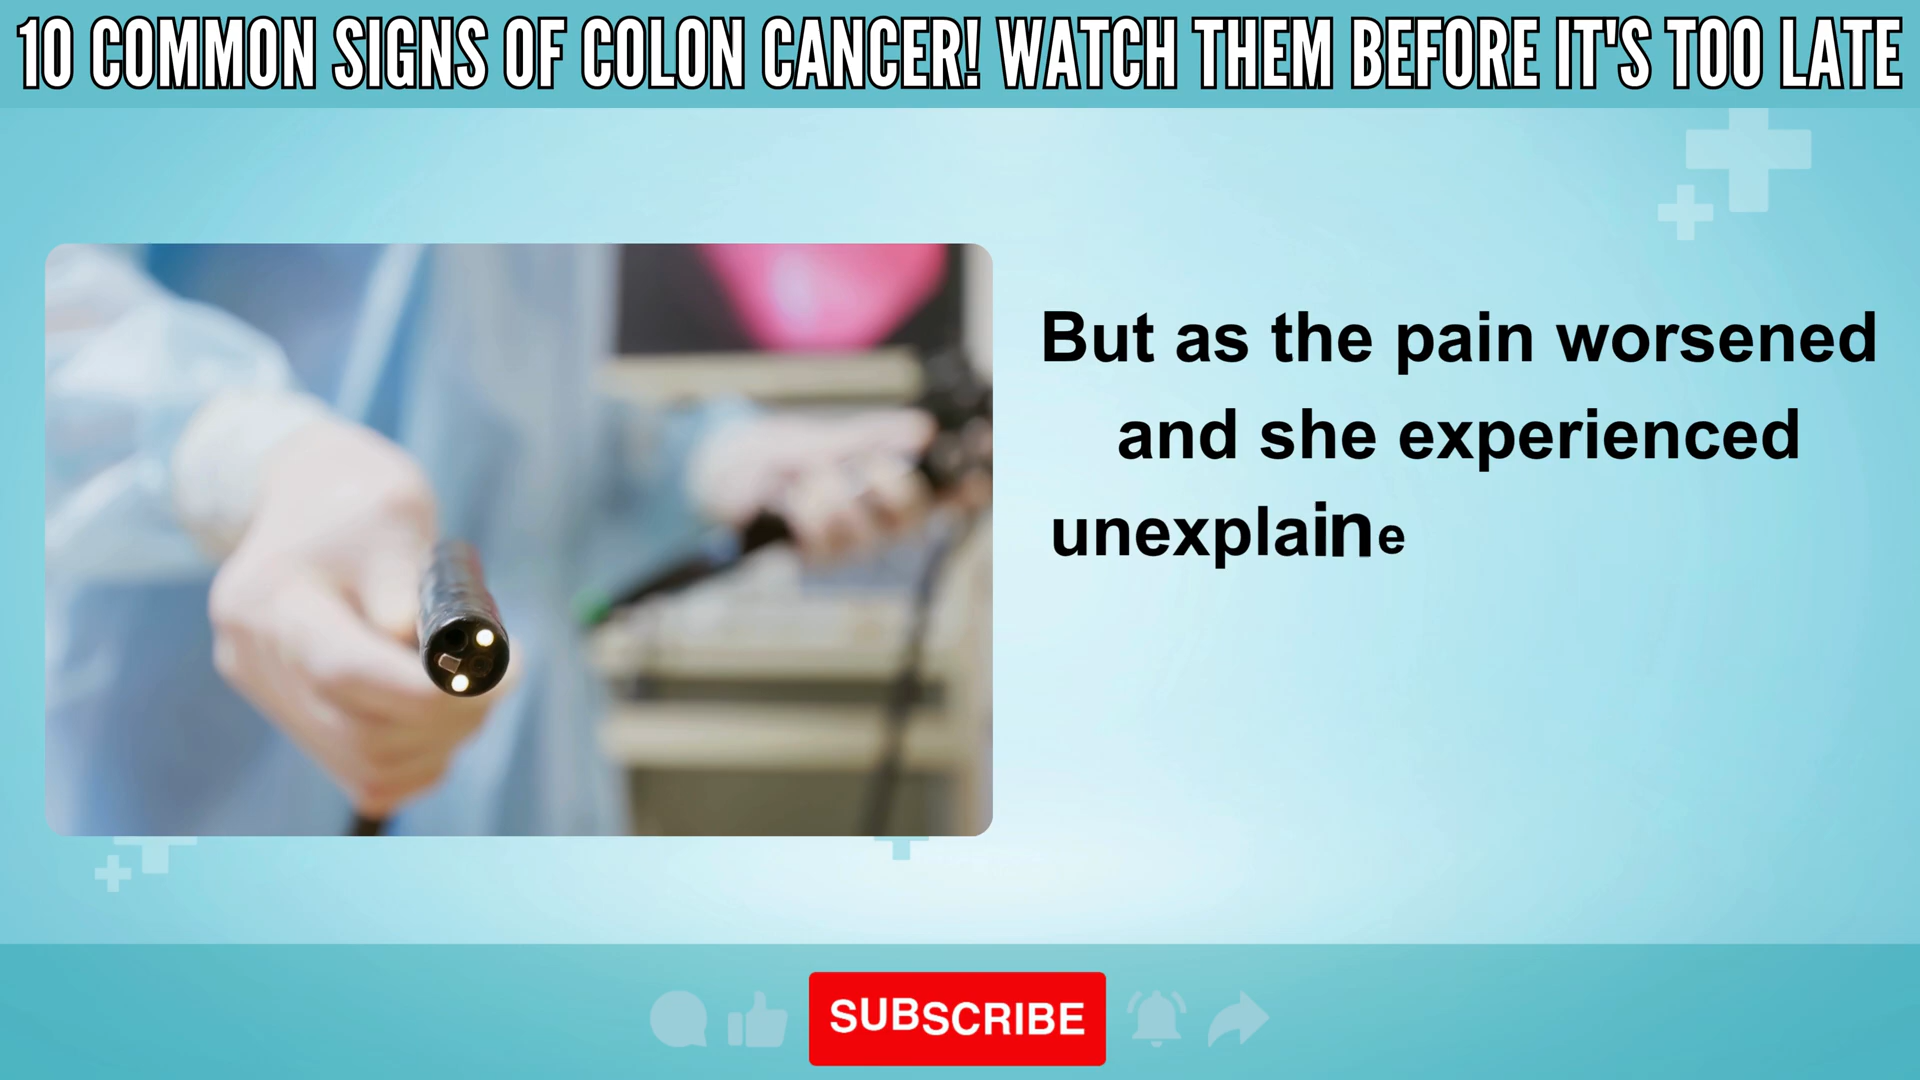 10 COMMON SIGNS OF COLON CANCER! WATCH THEM BEFORE IT'S TOO LATE
But as the pain worsened
and she experienced
unexplaine
SUBSCRIBE